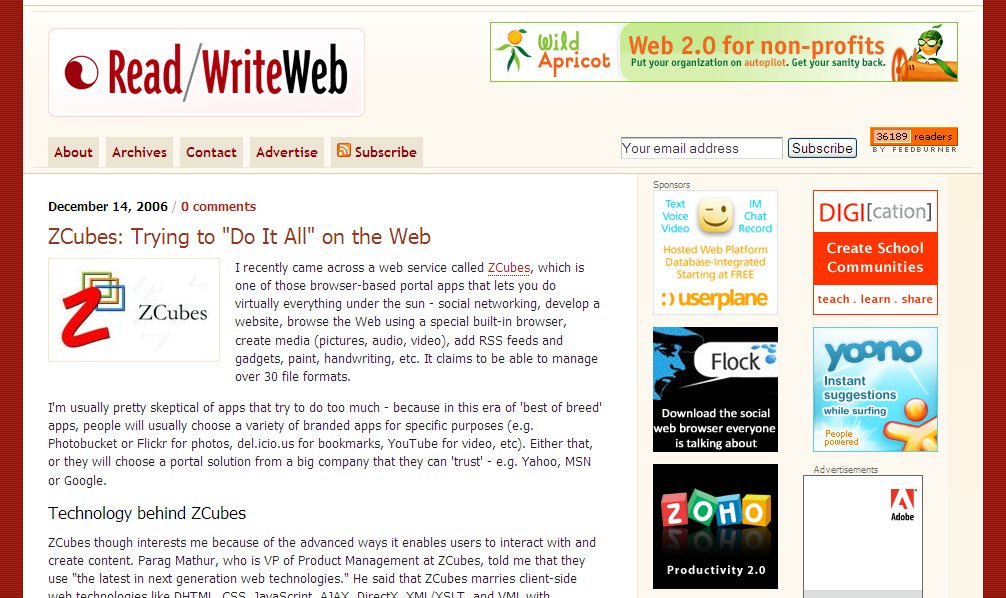 Read/WriteWeb
Wild Apricot
Web 2.0 for non-profits
Put your organization on autopilot. Get your sanity back.
About
Archives
Contact
Advertise
Subscribe
Your email address
Subscribe
36189 readers
BY FEEDBURNER
December 14, 2006 / 0 comments
ZCubes: Trying to "Do It All" on the Web
ZCubes
I recently came across a web service called ZCubes, which is
one of those browser-based portal apps that lets you do
virtually everything under the sun - social networking, develop a
website, browse the Web using a special built-in browser,
create media (pictures, audio, video), add RSS feeds and
gadgets, paint, handwriting, etc. It claims to be able to manage
over 30 file formats.
I'm usually pretty skeptical of apps that try to do too much - because in this era of 'best of breed'
apps, people will usually choose a variety of branded apps for specific purposes (e.g.
Photobucket or Flickr for photos, del.icio.us for bookmarks, YouTube for video, etc). Either that,
or they will choose a portal solution from a big company that they can 'trust' - e.g. Yahoo, MSN
or Google.
Technology behind ZCubes
ZCubes though interests me because of the advanced ways it enables users to interact with and
create content. Parag Mathur, who is VP of Product Management at ZCubes, told me that they
use "the latest in next generation web technologies." He said that ZCubes marries client-side
web technologies like DHTML, CSS, JavaScript, AJAX, DirectX, XML/XSLT, and VML with
Sponsors
Text
Voice
Video
IM
Chat
Record
Hosted Web Platform
Database-Integrated
Starting at FREE
userplane
DIGI[cation]
Create School
Communities
teach . learn . share
Flock
Download the social
web browser everyone
is talking about
yoono
Instant
suggestions
while surfing
People
powered
ZOHO
Productivity 2.0
Advertisements
Adobe